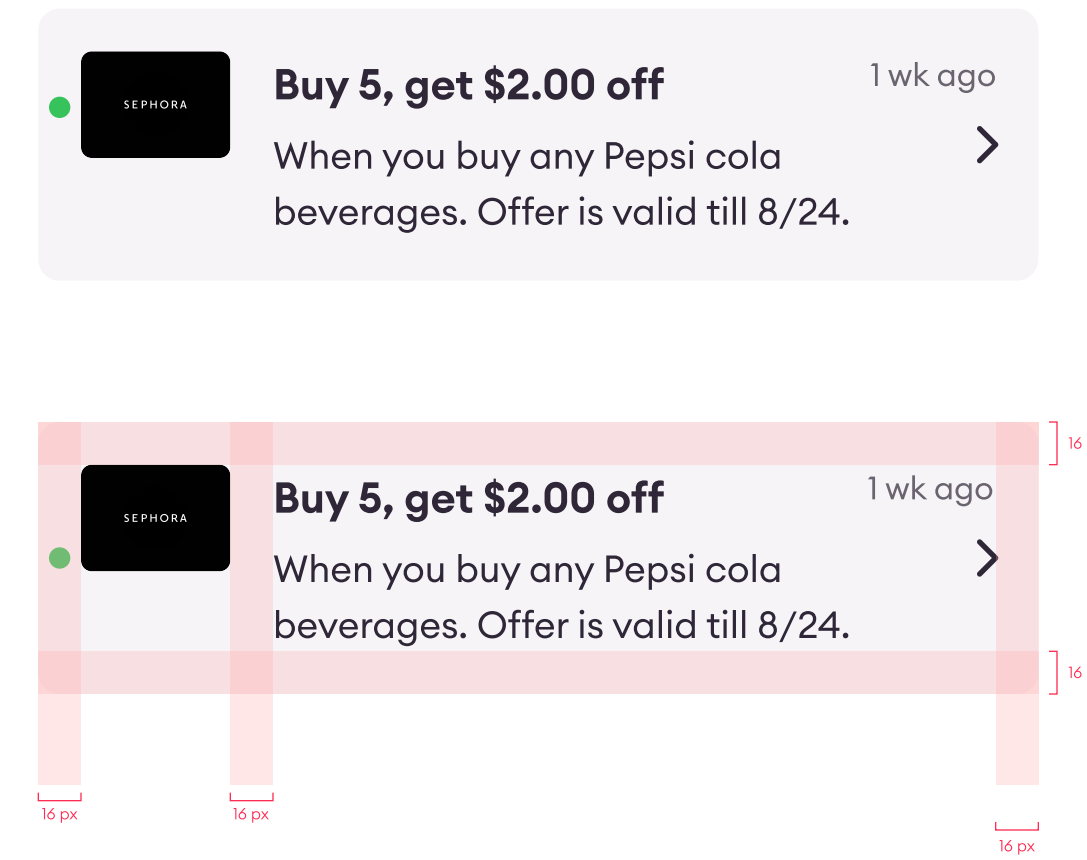 SEPHORA
Buy 5, get $2.00 off
1 wk ago
When you buy any Pepsi cola
beverages. Offer is valid till 8/24.
16
SEPHORA
Buy 5, get $2.00 off
1 wk ago
When you buy any Pepsi cola
beverages. Offer is valid till 8/24.
16
16 px
16 px
16 px